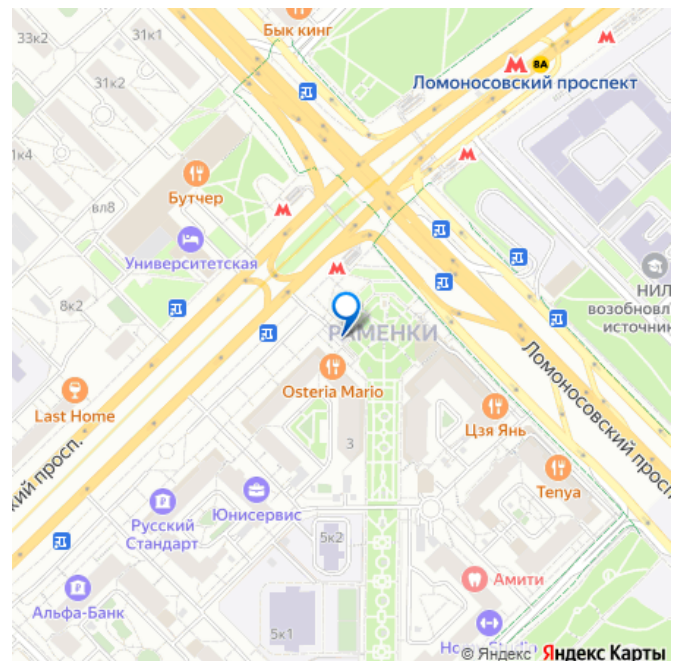 33к2
31к1
Бык кинг
8А
Ломоносовский проспект
31к2
1к4
Бутчер
вл8
Университетская
НИЛ
возобновл
источник
8к2
РАМЕНКИ
Ломоносовский просп.
Osteria Mario
Last Home
Цзя Янь
кий просп.
3
Tenya
Юнисервис
Русский
Стандарт
5к2
Амити
Альфа-Банк
5к1
© Яндекс Яндекс Карты